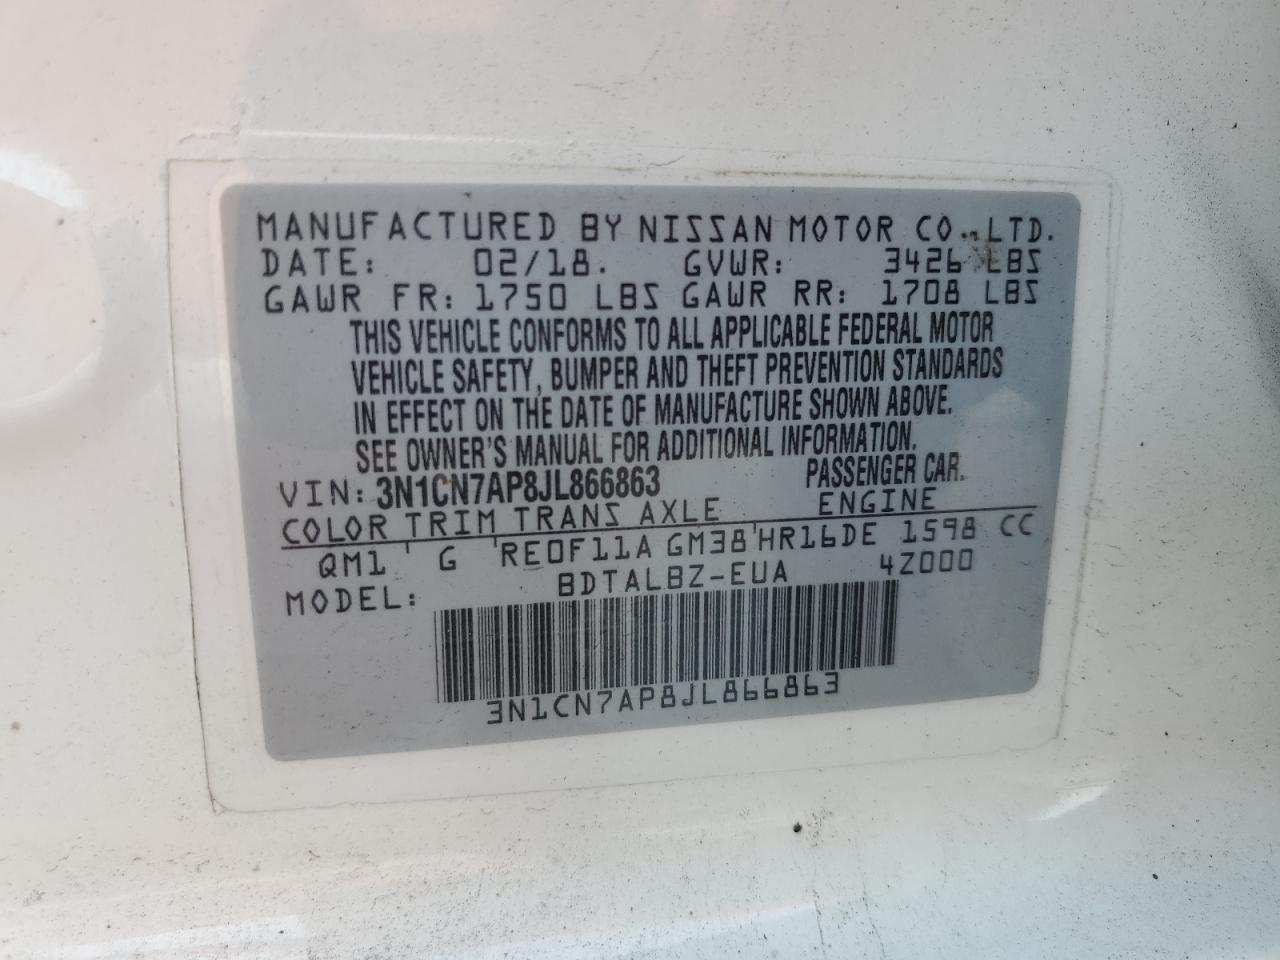 MANUFACTURED BY NISSAN MOTOR CO., LTD.
DATE: 02/18. GVWR: 3426 LBS
GAWR FR: 1750 LBS GAWR RR: 1708 LBS
THIS VEHICLE CONFORMS TO ALL APPLICABLE FEDERAL MOTOR
VEHICLE SAFETY, BUMPER AND THEFT PREVENTION STANDARDS
IN EFFECT ON THE DATE OF MANUFACTURE SHOWN ABOVE.
SEE OWNER'S MANUAL FOR ADDITIONAL INFORMATION.
VIN: 3N1CN7AP8JL866863 PASSENGER CAR.
COLOR TRIM TRANS AXLE ENGINE
QM1 G RE0F11A GM38 HR16DE 1598 CC
MODEL: BDTALBZ-EUA 4Z000
3N1CN7AP8JL866863